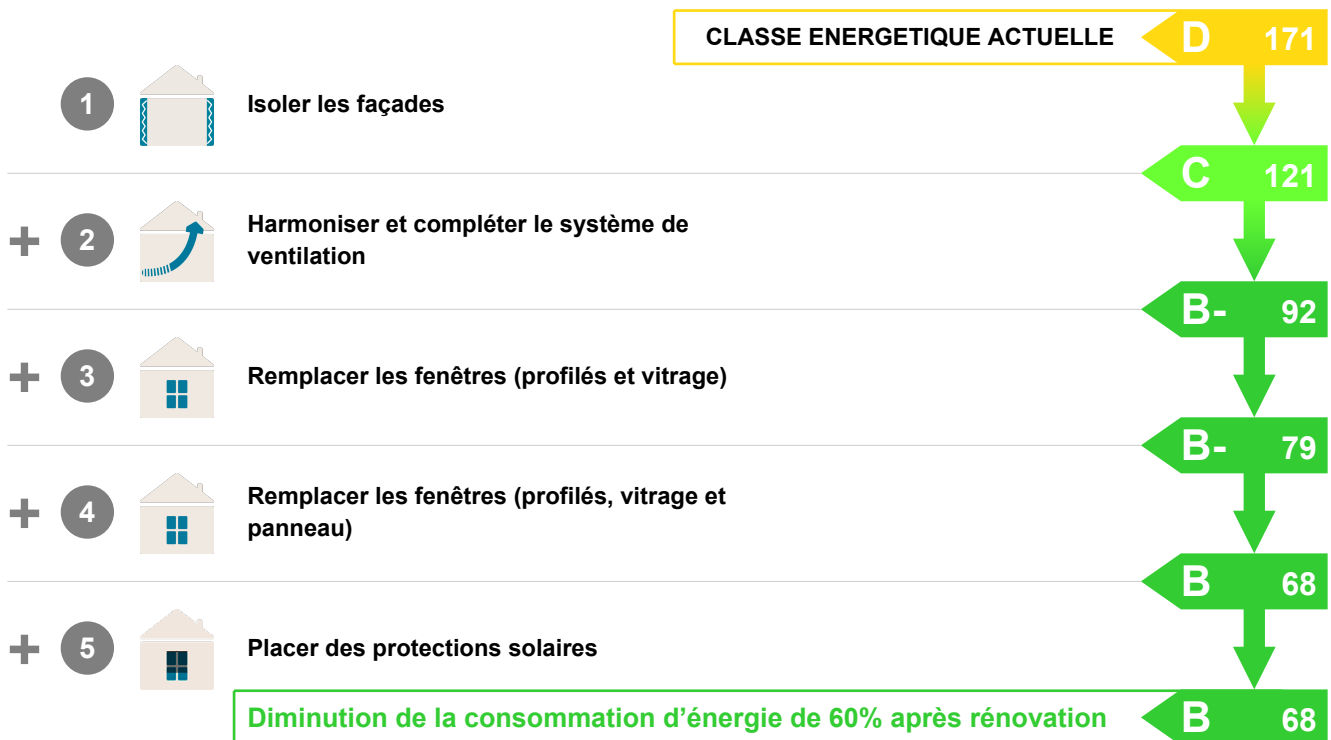 CLASSE ENERGETIQUE ACTUELLE D 171
1 Isoler les façades
C 121
+ 2 Harmoniser et compléter le système de
ventilation
B- 92
+ 3 Remplacer les fenêtres (profilés et vitrage)
B- 79
+ 4 Remplacer les fenêtres (profilés, vitrage et
panneau)
B 68
+ 5 Placer des protections solaires
Diminution de la consommation d’énergie de 60% après rénovation B 68